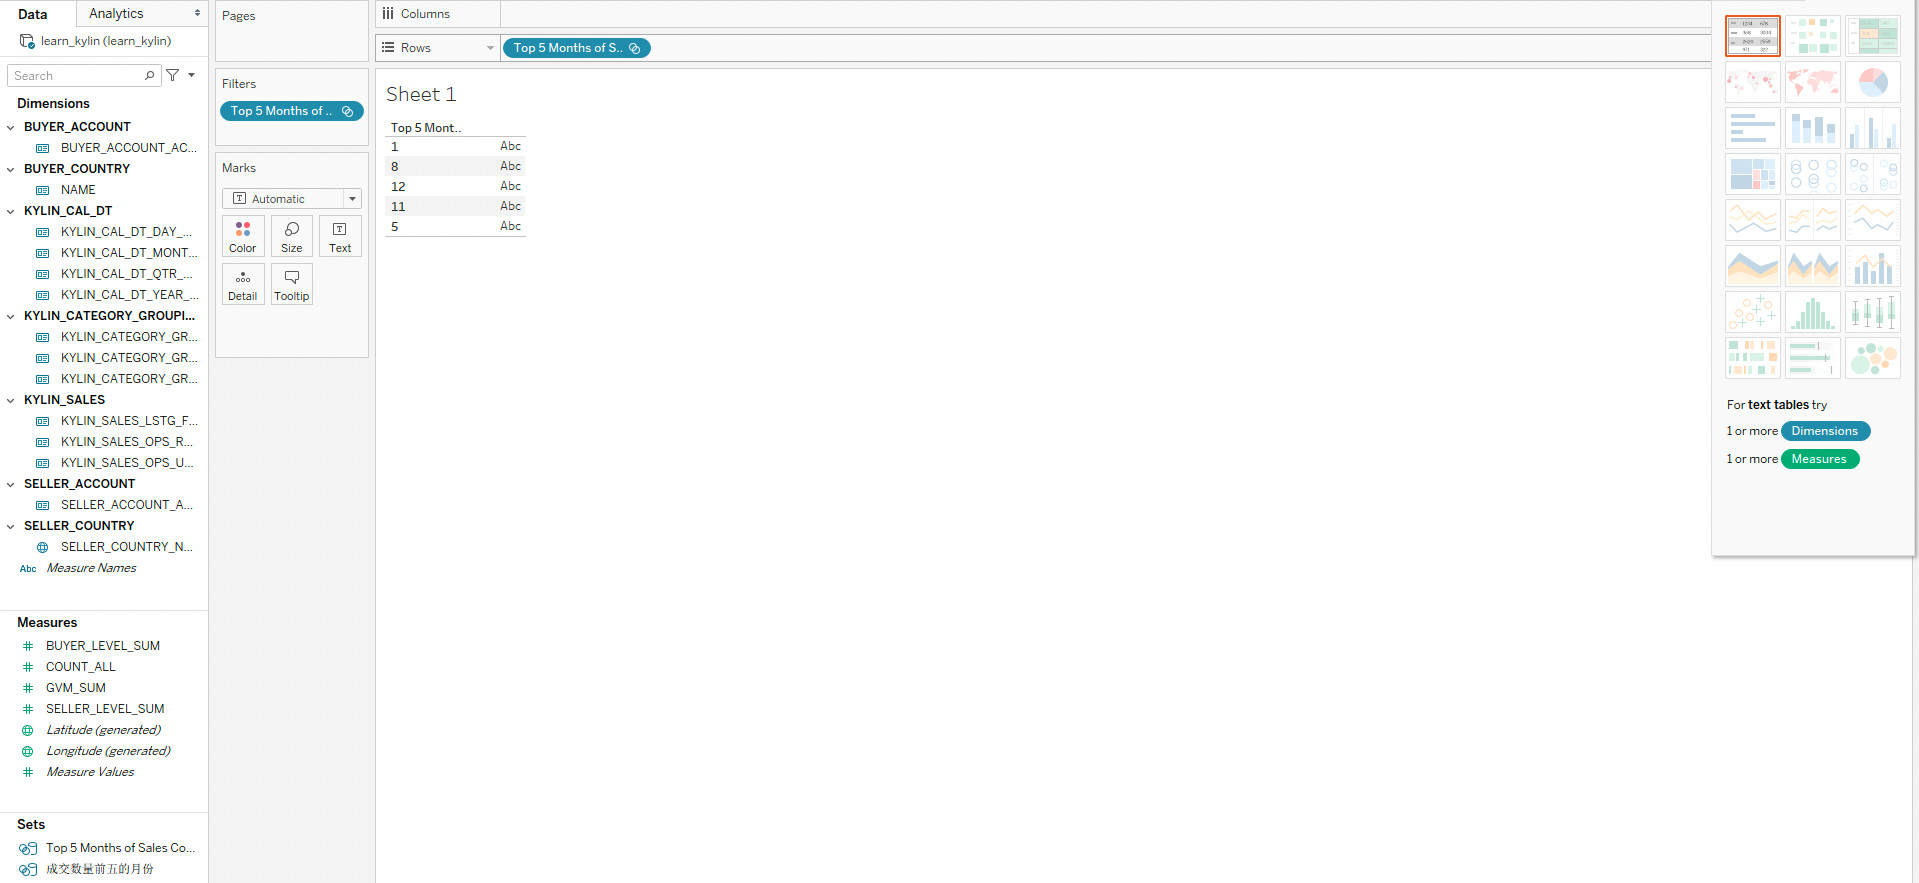 Data
Analytics
learn_kylin (learn_kylin)
Search
Dimensions
BUYER_ACCOUNT
BUYER_ACCOUNT_AC...
BUYER_COUNTRY
NAME
KYLIN_CAL_DT
KYLIN_CAL_DT_DAY_...
KYLIN_CAL_DT_MONT...
KYLIN_CAL_DT_QTR_...
KYLIN_CAL_DT_YEAR_...
KYLIN_CATEGORY_GROUPI...
KYLIN_CATEGORY_GR...
KYLIN_CATEGORY_GR...
KYLIN_CATEGORY_GR...
KYLIN_SALES
KYLIN_SALES_LSTG_F...
KYLIN_SALES_OPS_R...
KYLIN_SALES_OPS_U...
SELLER_ACCOUNT
SELLER_ACCOUNT_A...
SELLER_COUNTRY
SELLER_COUNTRY_N...
Abc Measure Names
Measures
BUYER_LEVEL_SUM
COUNT_ALL
GVM_SUM
SELLER_LEVEL_SUM
Latitude (generated)
Longitude (generated)
Measure Values
Sets
Top 5 Months of Sales Co...
成交数量前五的月份
Pages
Filters
Top 5 Months of ..
Marks
Automatic
Color Size Text
Detail Tooltip
Columns
Rows
Top 5 Months of S..
Sheet 1
Top 5 Mont..
1 Abc
8 Abc
12 Abc
11 Abc
5 Abc
For text tables try
1 or more Dimensions
1 or more Measures